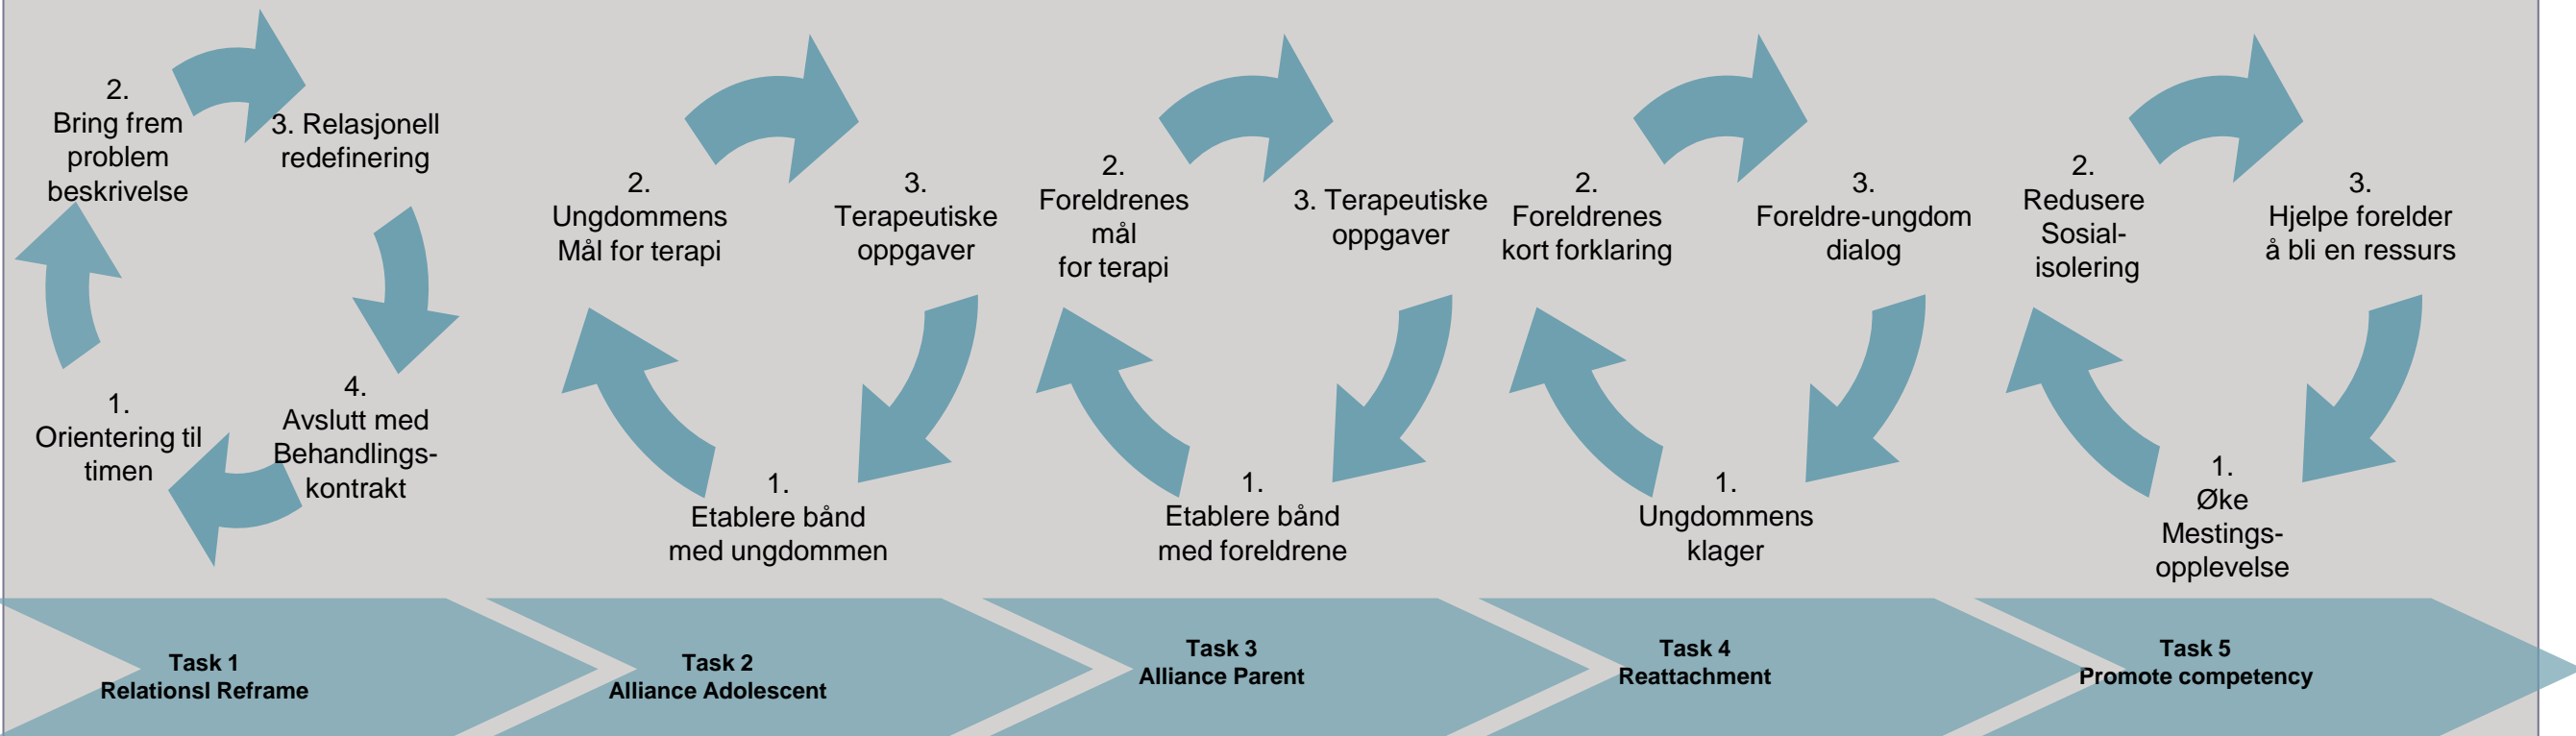 2.
Bring frem
problem
beskrivelse
3. Relasjonell
redefinering
4.
Avslutt med
Behandlings-
kontrakt
1.
Orientering til
timen
2.
Ungdommens
Mål for terapi
3.
Terapeutiske
oppgaver
1.
Etablere bånd
med ungdommen
2.
Foreldrenes
mål
for terapi
3. Terapeutiske
oppgaver
1.
Etablere bånd
med foreldrene
2.
Foreldrenes
kort forklaring
3.
Foreldre-ungdom
dialog
1.
Ungdommens
klager
2.
Redusere
Sosial-
isolering
3.
Hjelpe forelder
å bli en ressurs
1.
Øke
Mestings-
opplevelse
Task 1
Relationsl Reframe
Task 2
Alliance Adolescent
Task 3
Alliance Parent
Task 4
Reattachment
Task 5
Promote competency